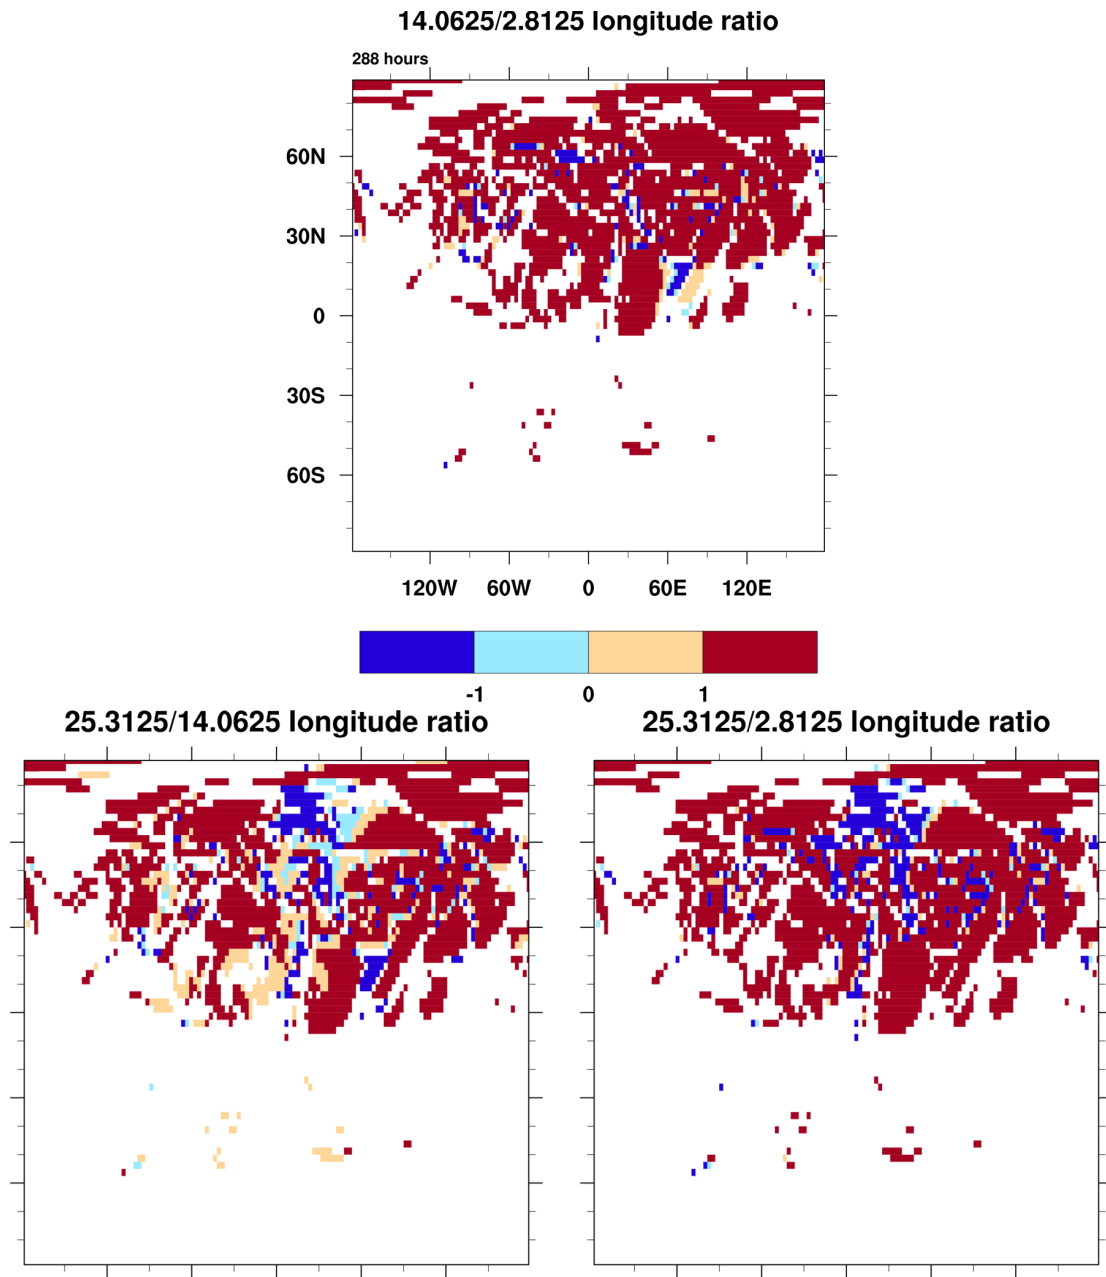 14.0625/2.8125 longitude ratio
288 hours
60N
30N
0
30S
60S
120W 60W 0 60E 120E
-1 0 1
25.3125/14.0625 longitude ratio
25.3125/2.8125 longitude ratio